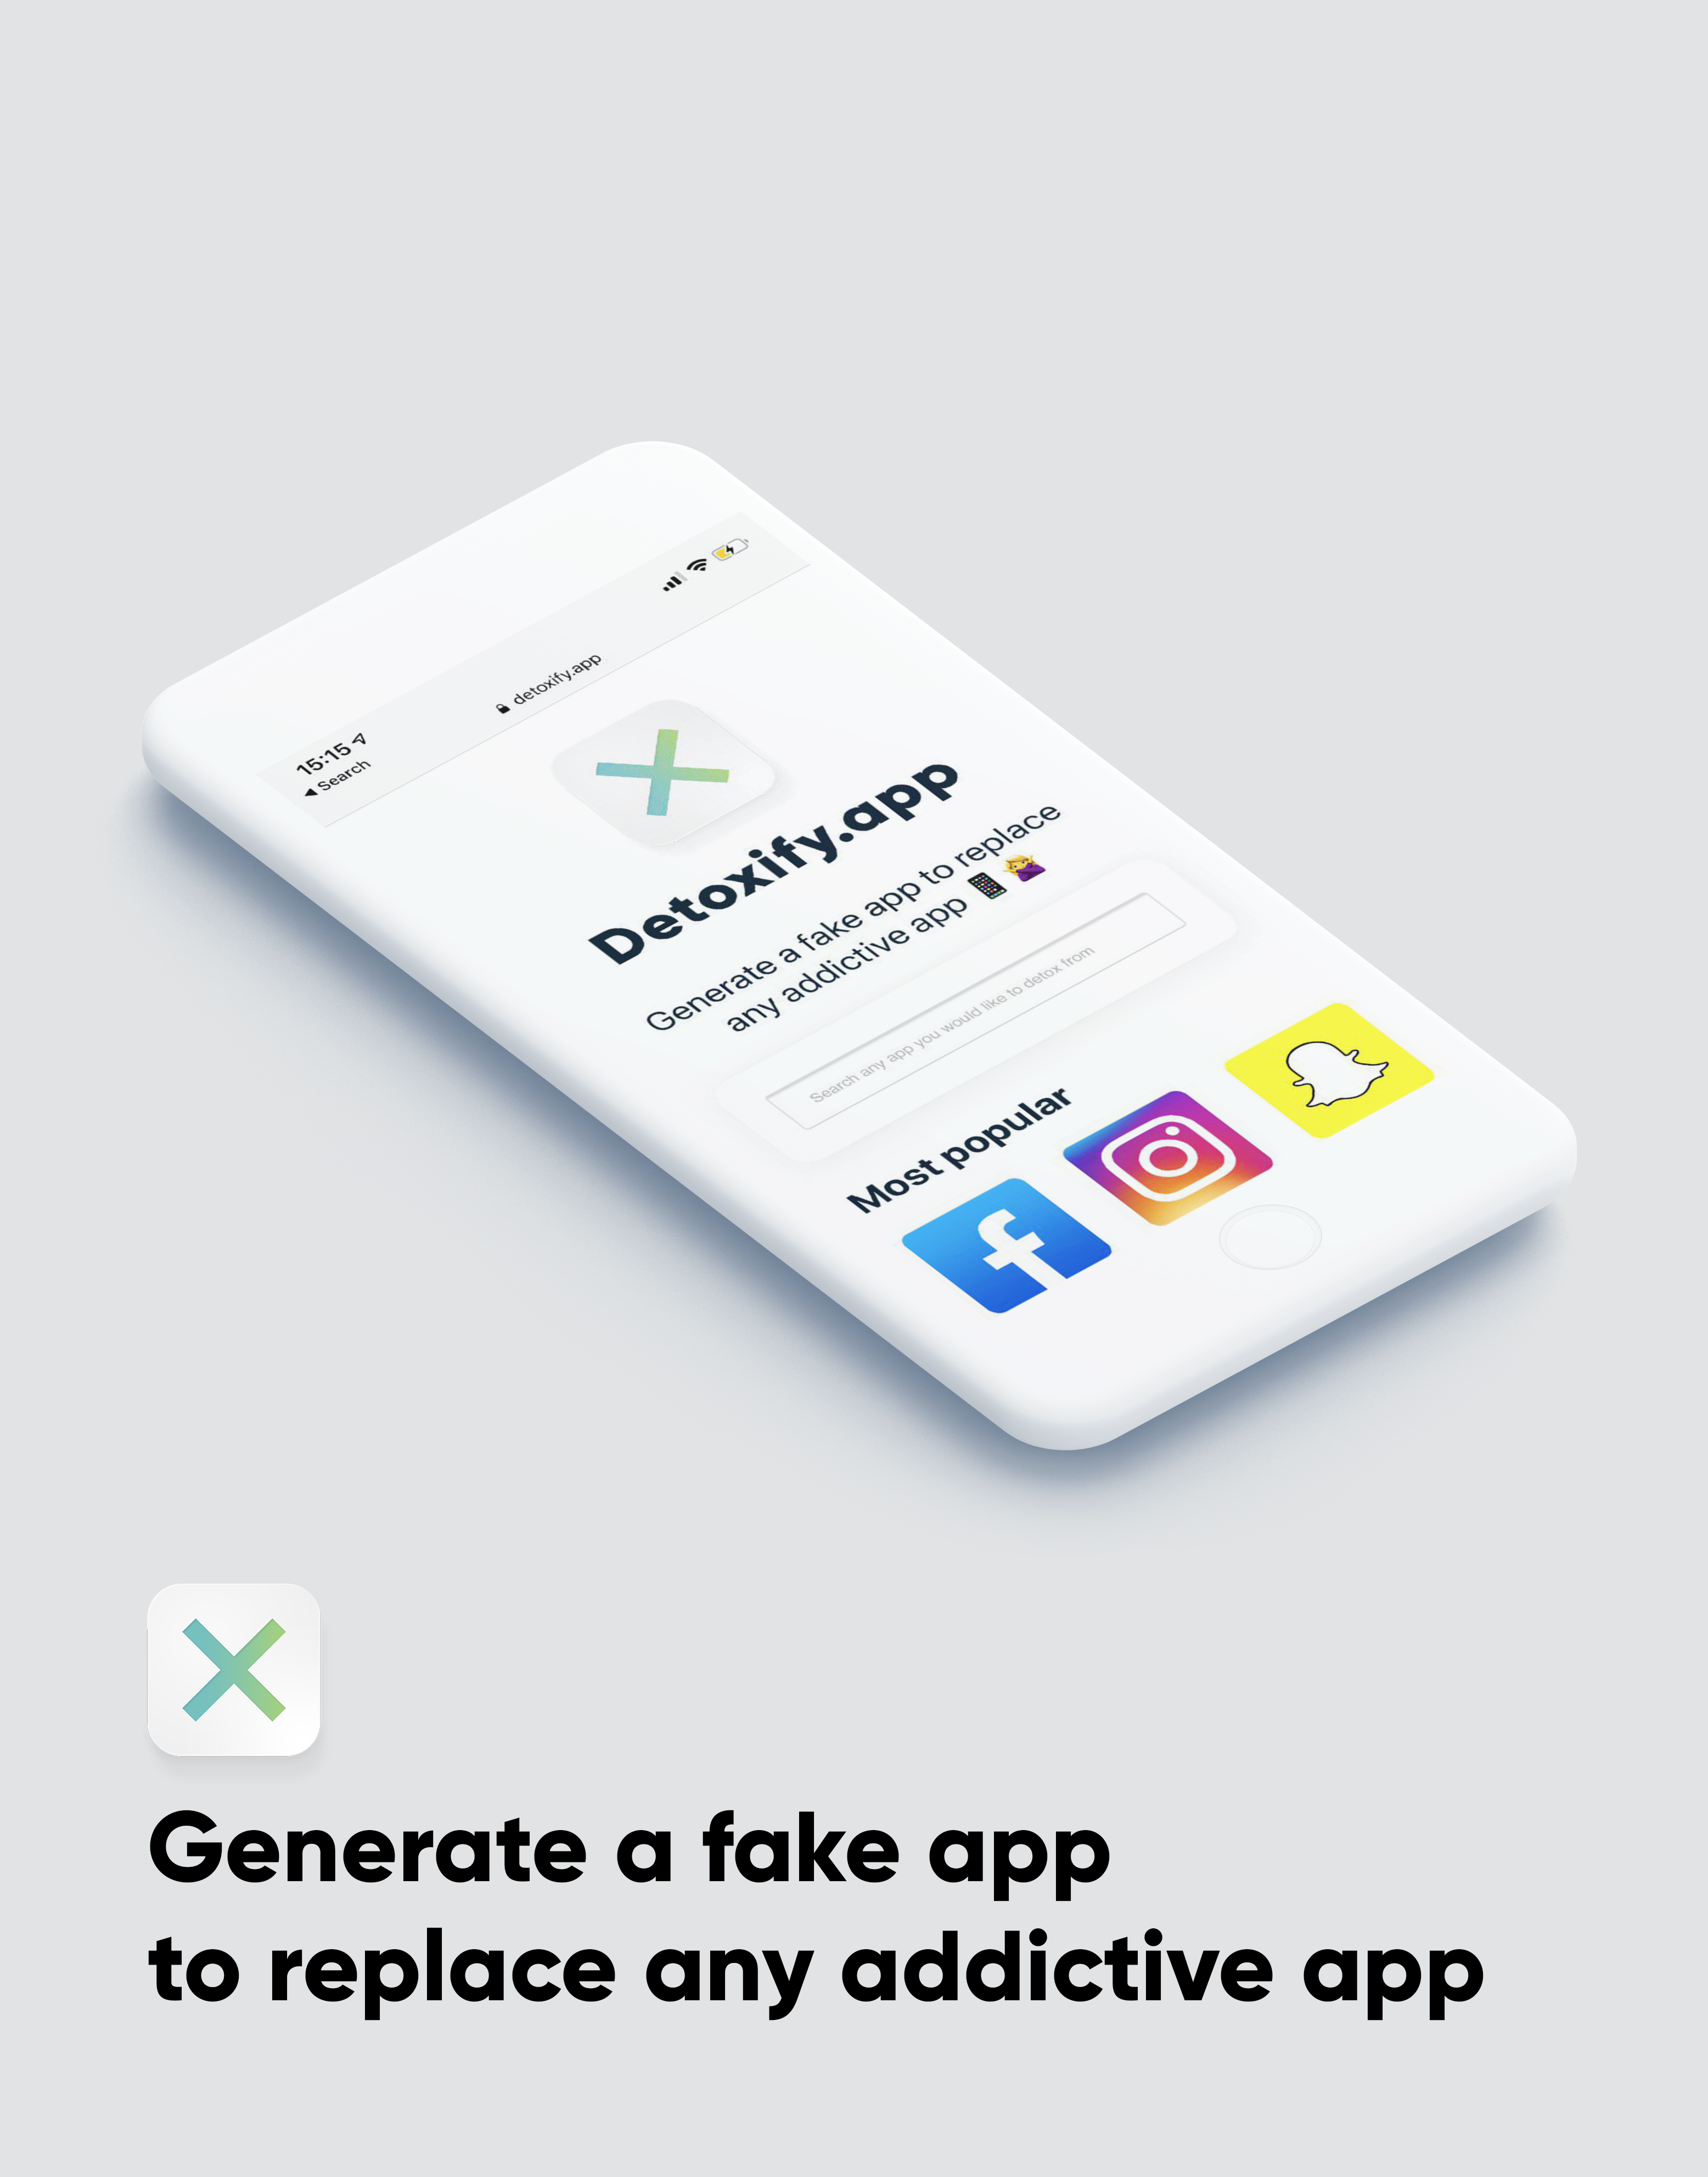 15:15
◀ Search
detoxify.app
Detoxify.app
Generate a fake app to replace
any addictive app 📱🙅‍♀️
Search any app you would like to detox from
Most popular
Generate a fake app
to replace any addictive app